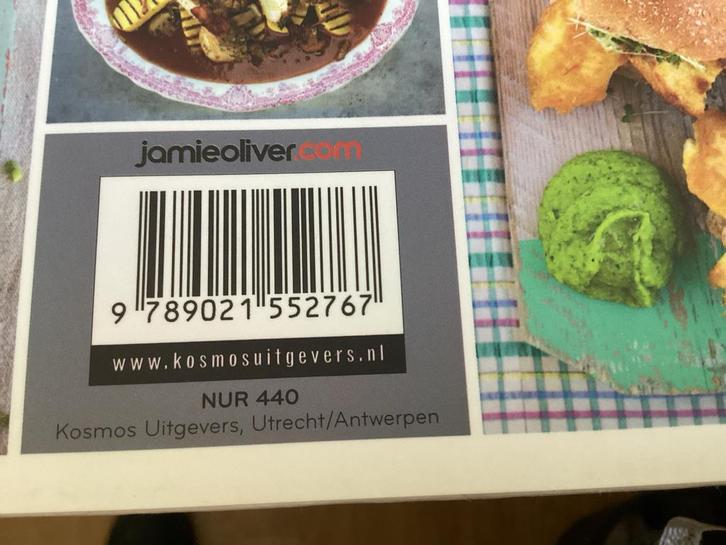 jamieoliver.com
9 789021 552767
www.kosmosuitgevers.nl
NUR 440
Kosmos Uitgevers, Utrecht/Antwerpen